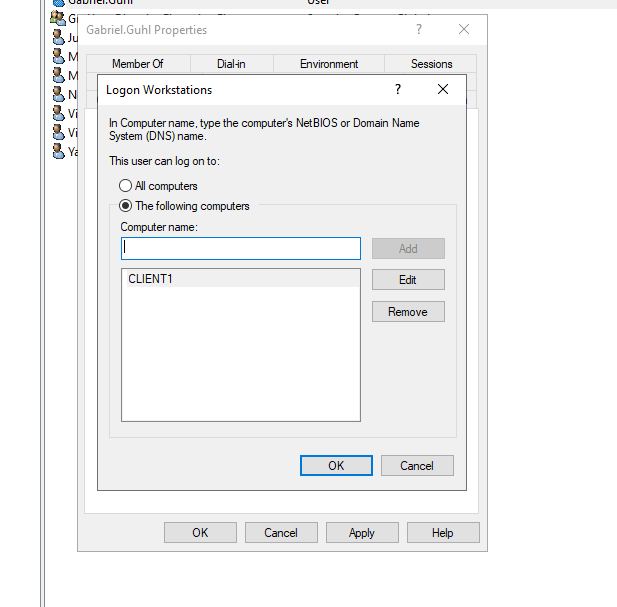 Gabriel.Guhl User
Gabriel.Guhl Properties
Member Of Dial-in Environment Sessions
Logon Workstations
In Computer name, type the computer's NetBIOS or Domain Name
System (DNS) name.
This user can log on to:
All computers
The following computers
Computer name:
Add
CLIENT1
Edit
Remove
OK Cancel
OK Cancel Apply Help